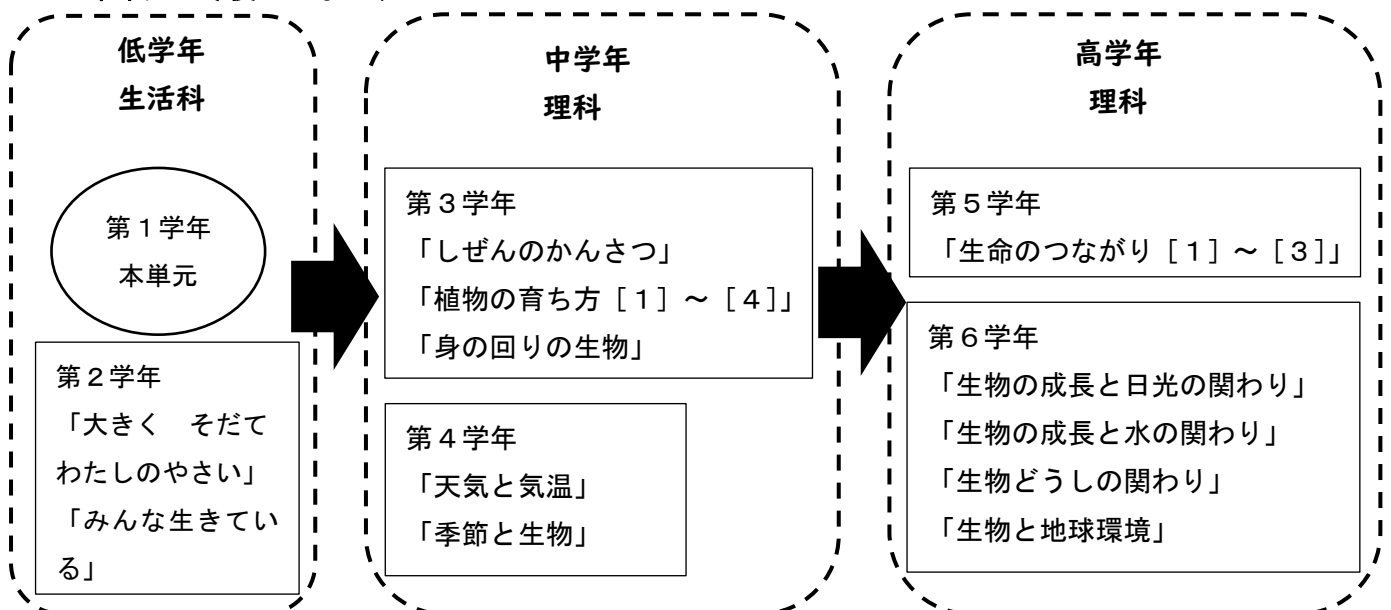 低学年
生活科
第１学年
本単元
第２学年
「大きく　そだて
わたしのやさい」
「みんな生きてい
る」
中学年
理科
第３学年
「しぜんのかんさつ」
「植物の育ち方［１］～［４］」
「身の回りの生物」
第４学年
「天気と気温」
「季節と生物」
高学年
理科
第５学年
「生命のつながり［１］～［３］」
第６学年
「生物の成長と日光の関わり」
「生物の成長と水の関わり」
「生物どうしの関わり」
「生物と地球環境」